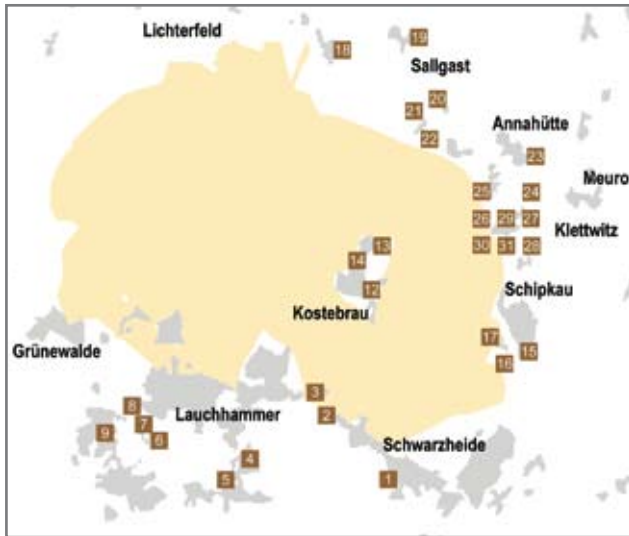 Lichterfeld
18
19
Sallgast
20
21
22
Annahütte
23
Meuro
25
24
26
29
27
Klettwitz
30
31
28
13
14
12
Kostebrau
Schipkau
17
16
15
Grünewalde
3
2
Lauchhammer
8
7
9
6
4
5
Schwarzheide
1